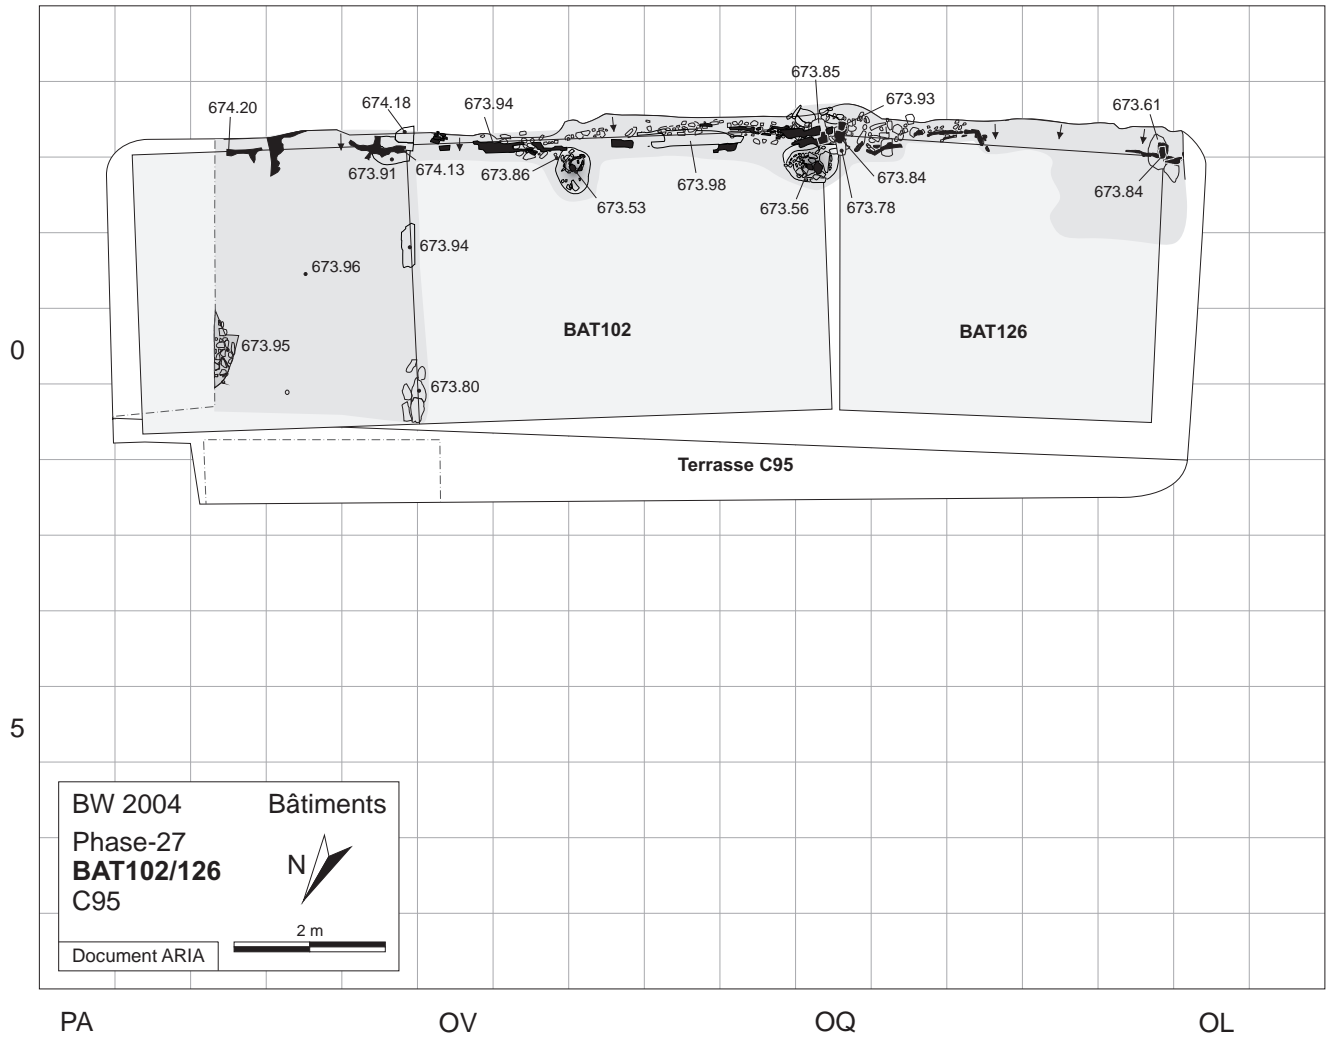 673.85
674.20
674.18
673.94
673.93
673.61
673.91
674.13
673.86
673.98
673.84
673.84
673.53
673.56
673.78
673.94
673.96
BAT102
BAT126
673.95
0
673.80
Terrasse C95
5
BW 2004 Bâtiments
Phase-27
BAT102/126
N
C95
2 m
Document ARIA
PA OV OQ OL